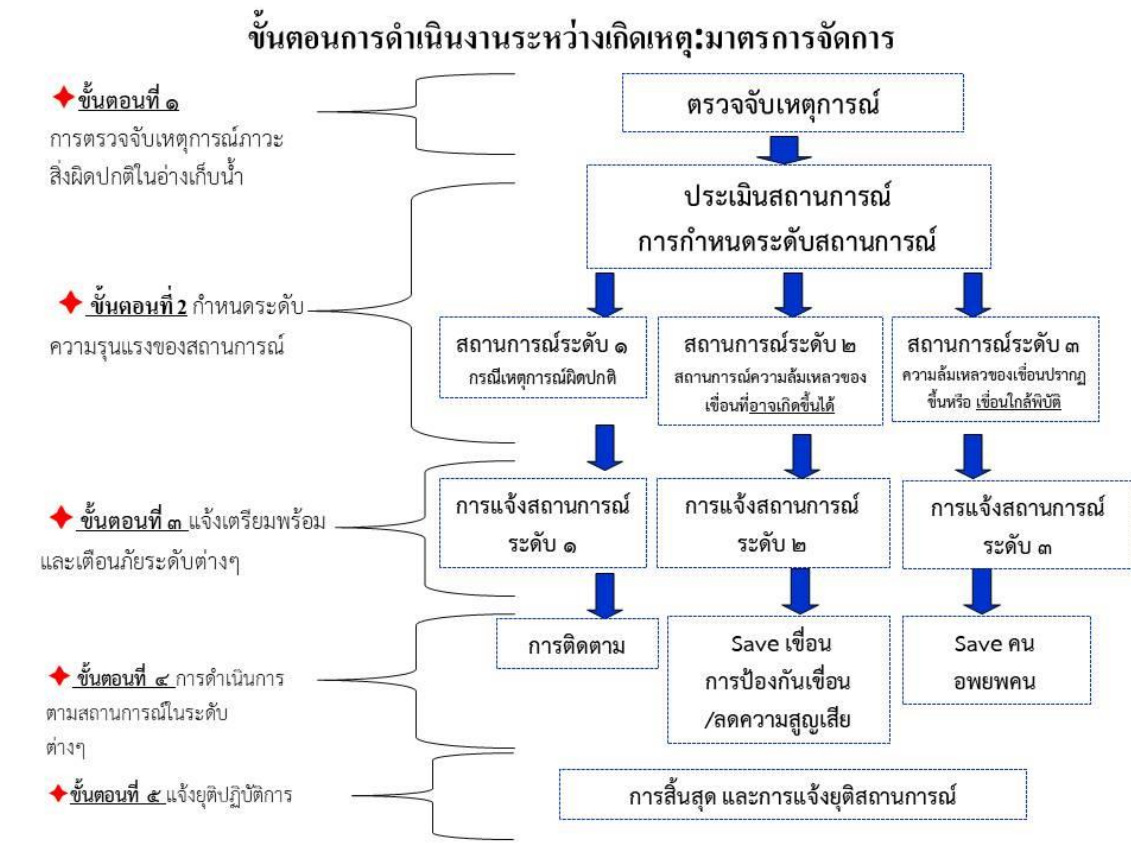 ขั้นตอนการดำเนินงานระหว่างเกิดเหตุ:มาตรการจัดการ
ขั้นตอนที่ ๑
การตรวจจับเหตุการณ์ภาวะ
สิ่งผิดปกติในอ่างเก็บน้ำ
ตรวจจับเหตุการณ์
ประเมินสถานการณ์
การกำหนดระดับสถานการณ์
ขั้นตอนที่ 2 กำหนดระดับ
ความรุนแรงของสถานการณ์
สถานการณ์ระดับ ๑
กรณีเหตุการณ์ผิดปกติ
สถานการณ์ระดับ ๒
สถานการณ์ความล้มเหลวของ
เขื่อนที่อาจเกิดขึ้นได้
สถานการณ์ระดับ ๓
ความล้มเหลวของเขื่อนปรากฏ
ขึ้นหรือ เขื่อนใกล้พิบัติ
ขั้นตอนที่ ๓ แจ้งเตรียมพร้อม
และเตือนภัยระดับต่างๆ
การแจ้งสถานการณ์
ระดับ ๑
การแจ้งสถานการณ์
ระดับ ๒
การแจ้งสถานการณ์
ระดับ ๓
ขั้นตอนที่ ๔ การดำเนินการ
ตามสถานการณ์ในระดับ
ต่างๆ
การติดตาม
Save เขื่อน
การป้องกันเขื่อน
/ลดความสูญเสีย
Save คน
อพยพคน
ขั้นตอนที่ ๕ แจ้งยุติปฏิบัติการ
การสิ้นสุด และการแจ้งยุติสถานการณ์